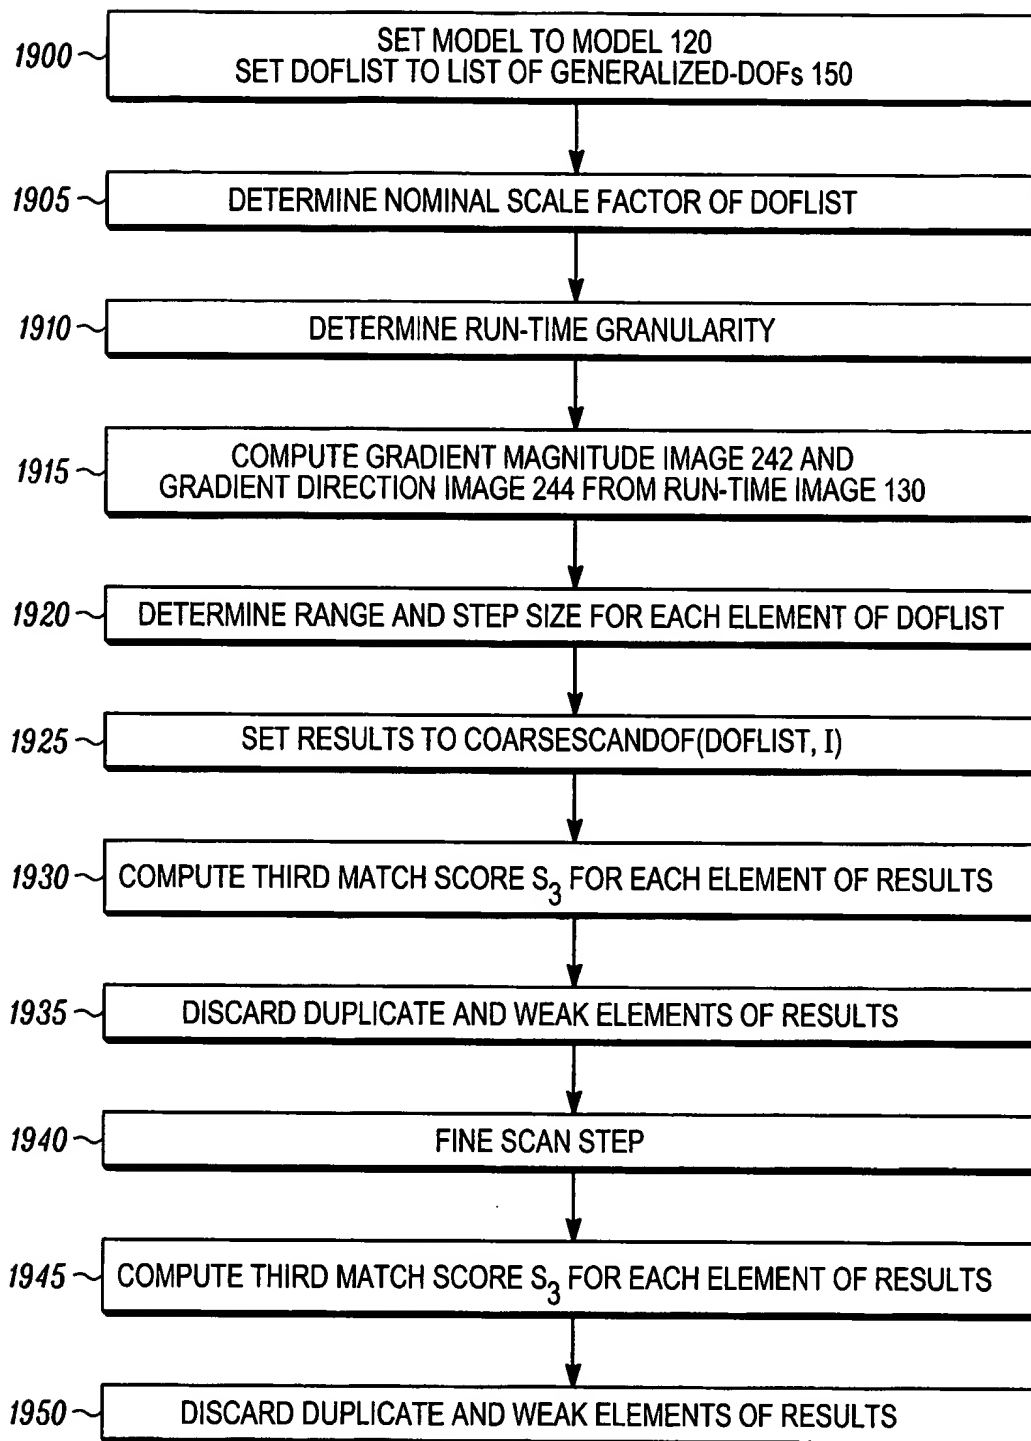 1900
SET MODEL TO MODEL 120
SET DOFLIST TO LIST OF GENERALIZED-DOFs 150
1905
DETERMINE NOMINAL SCALE FACTOR OF DOFLIST
1910
DETERMINE RUN-TIME GRANULARITY
1915
COMPUTE GRADIENT MAGNITUDE IMAGE 242 AND
GRADIENT DIRECTION IMAGE 244 FROM RUN-TIME IMAGE 130
1920
DETERMINE RANGE AND STEP SIZE FOR EACH ELEMENT OF DOFLIST
1925
SET RESULTS TO COARSESCANDOF(DOFLIST, I)
1930
COMPUTE THIRD MATCH SCORE S3 FOR EACH ELEMENT OF RESULTS
1935
DISCARD DUPLICATE AND WEAK ELEMENTS OF RESULTS
1940
FINE SCAN STEP
1945
COMPUTE THIRD MATCH SCORE S3 FOR EACH ELEMENT OF RESULTS
1950
DISCARD DUPLICATE AND WEAK ELEMENTS OF RESULTS